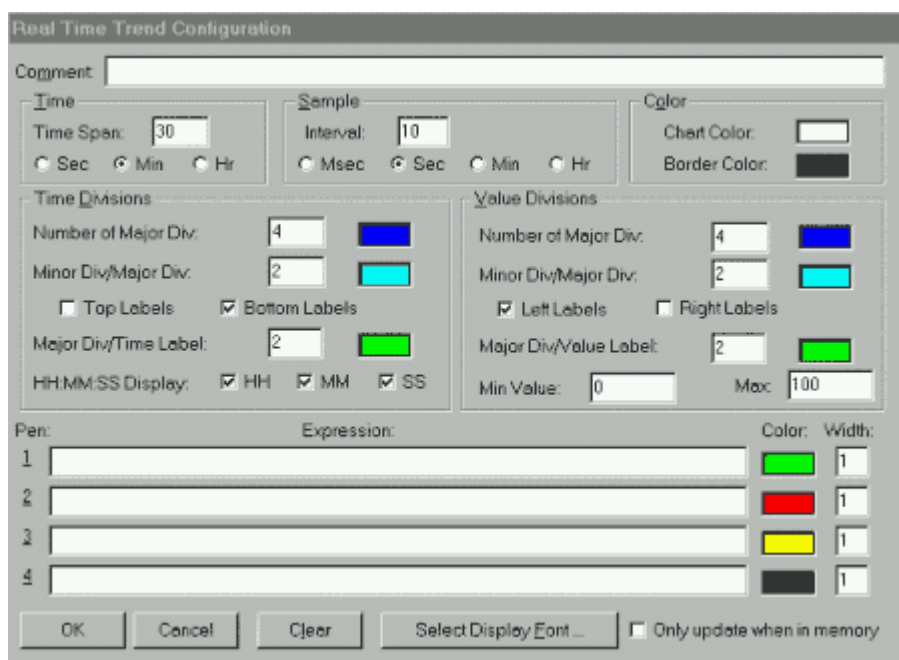 Real Time Trend Configuration
Comment
Time
Time Span: 30
Sec Min Hr
Sample
Interval: 10
Msec Sec Min Hr
Color
Chart Color:
Border Color:
Time Divisions
Number of Major Div: 4
Minor Div/Major Div: 2
Top Labels Bottom Labels
Major Div/Time Label: 2
HH:MM:SS Display: HH MM SS
Value Divisions
Number of Major Div: 4
Minor Div/Major Div: 2
Left Labels Right Labels
Major Div/Value Label: 2
Min Value: 0 Max: 100
Pen: Expression: Color: Width:
1 1
2 1
3 1
4 1
OK Cancel Clear Select Display Font ... Only update when in memory